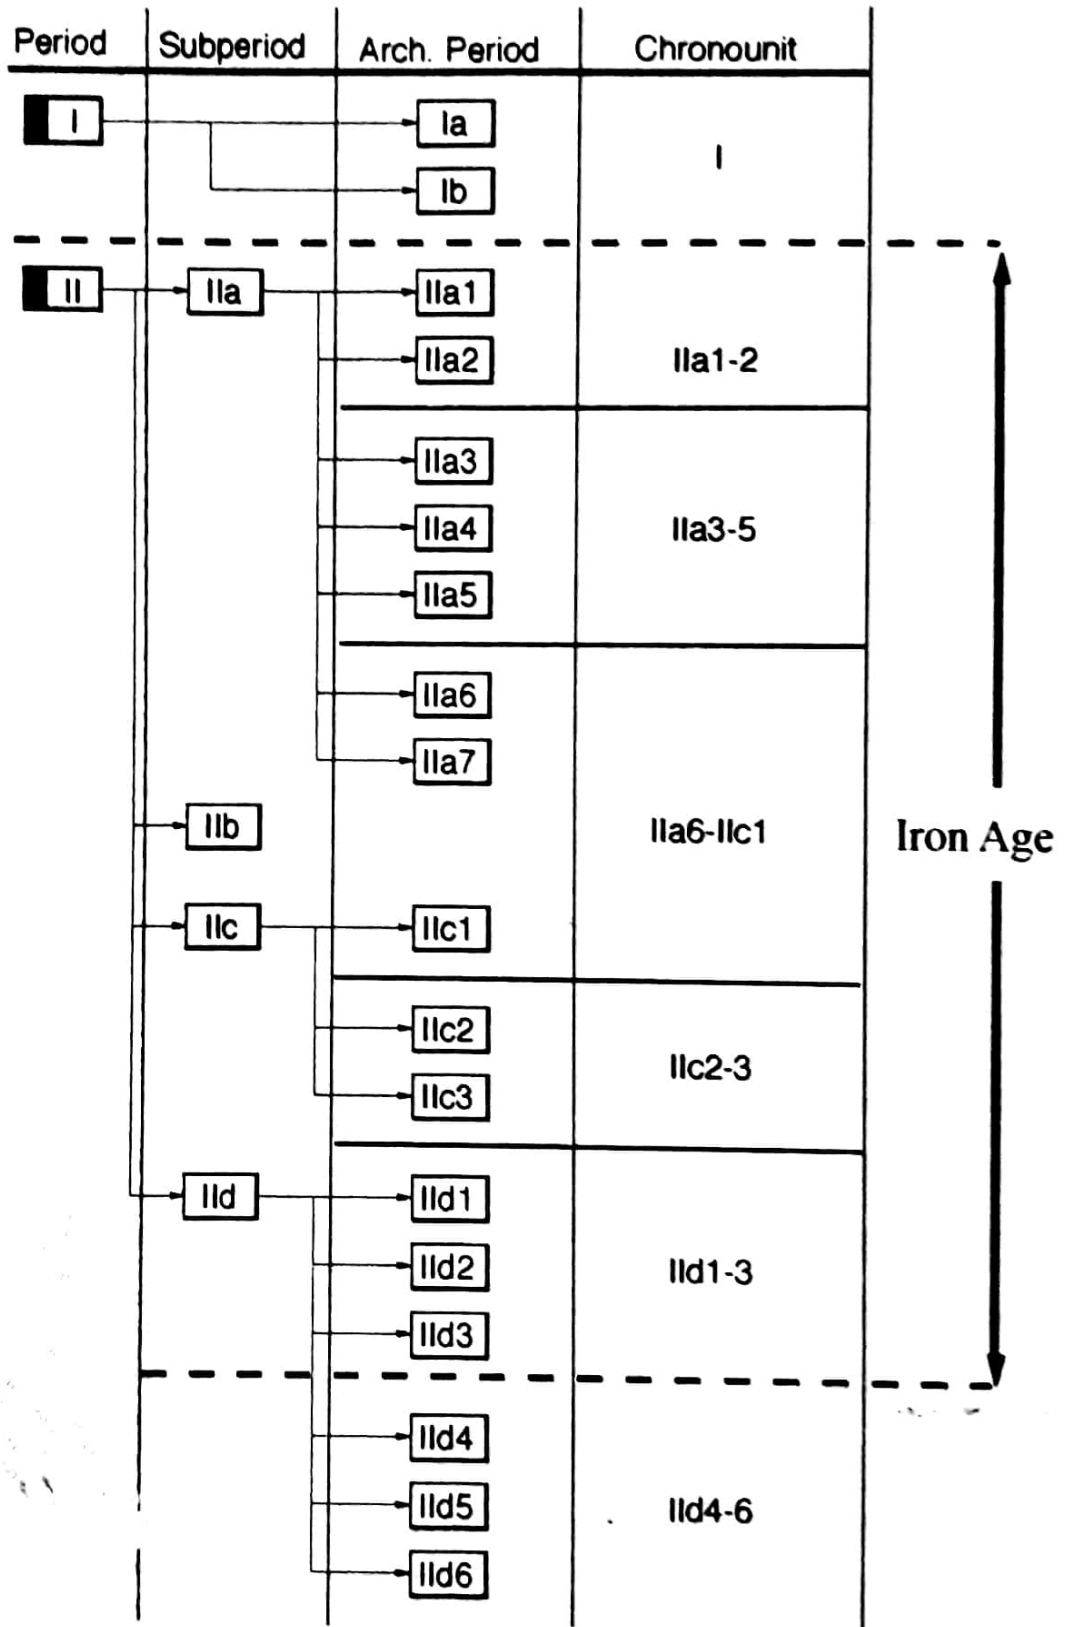 Period Subperiod Arch. Period Chronounit
I Ia
I
Ib
II IIa IIa1
IIa2 IIa1-2
IIa3
IIa4 IIa3-5
IIa5
IIa6
IIa7
IIb IIa6-IIc1 Iron Age
IIc IIc1
IIc2
IIc2-3
IIc3
IId IId1
IId2 IId1-3
IId3
IId4
IId5 IId4-6
IId6